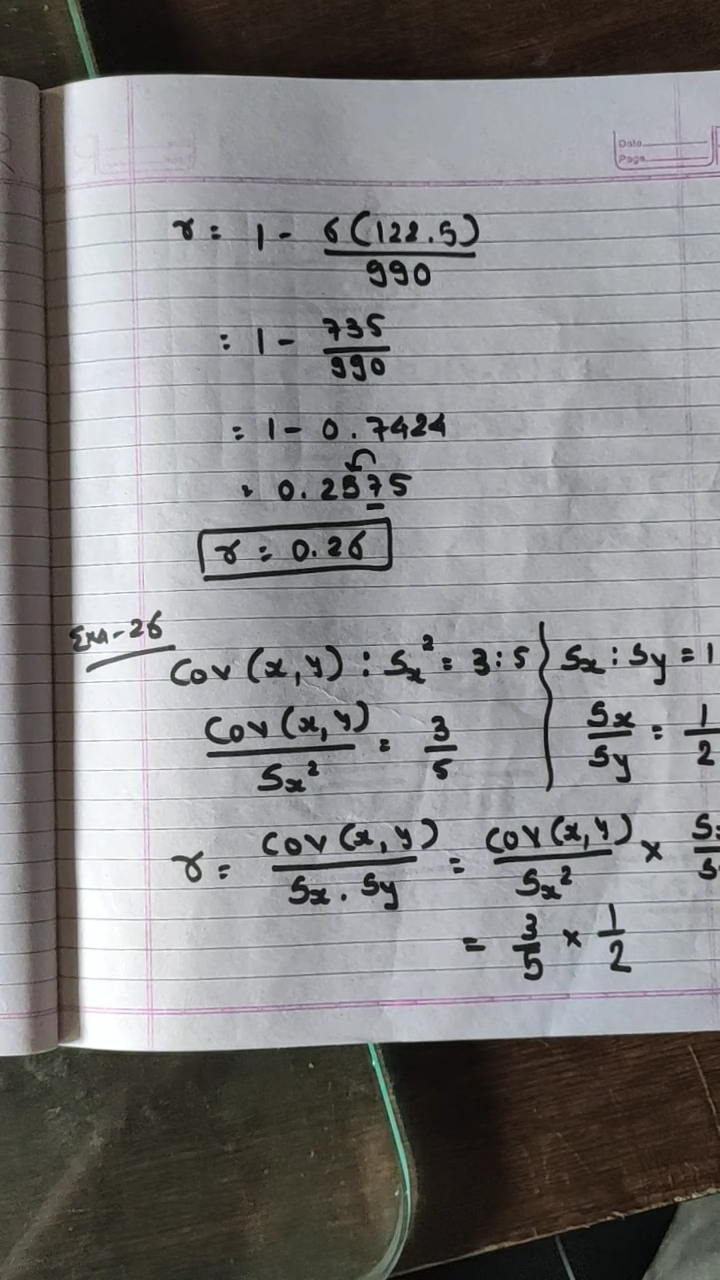 Date
Page
r = 1 - 6(122.5)/990
= 1 - 735/990
= 1 - 0.7424
= 0.2575
r = 0.26
Exa-26
Cov(x,y) : Sx² = 3:5 | Sx : Sy = 1
Cov(x,y)/Sx² = 3/5 | Sx/Sy = 1/2
r = Cov(x,y)/Sx.Sy = Cov(x,y)/Sx² × Sx/S
= 3/5 × 1/2